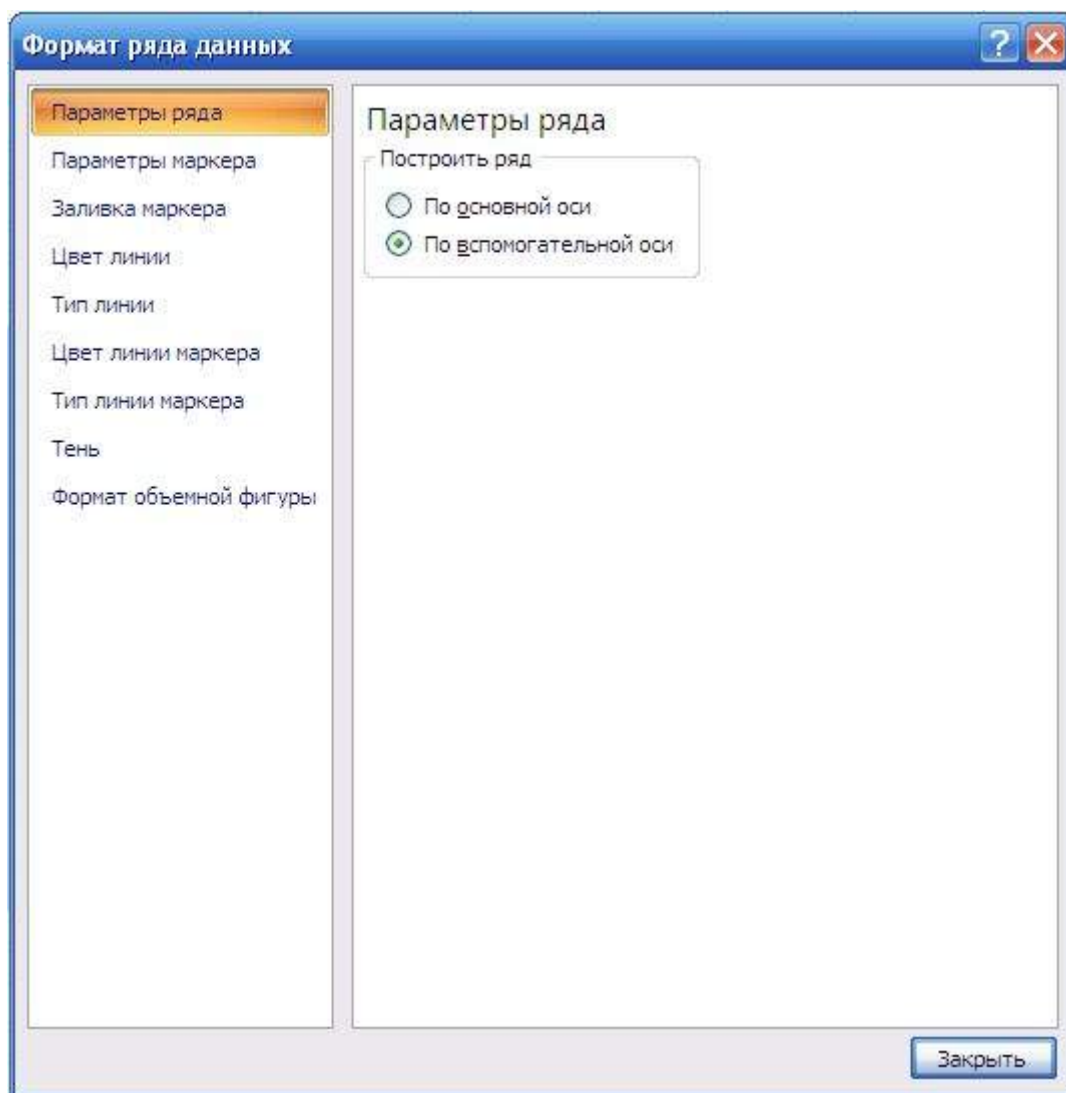 Формат ряда данных
Параметры ряда
Параметры маркера
Заливка маркера
Цвет линии
Тип линии
Цвет линии маркера
Тип линии маркера
Тень
Формат объемной фигуры
Параметры ряда
Построить ряд
По основной оси
По вспомогательной оси
Закрыть